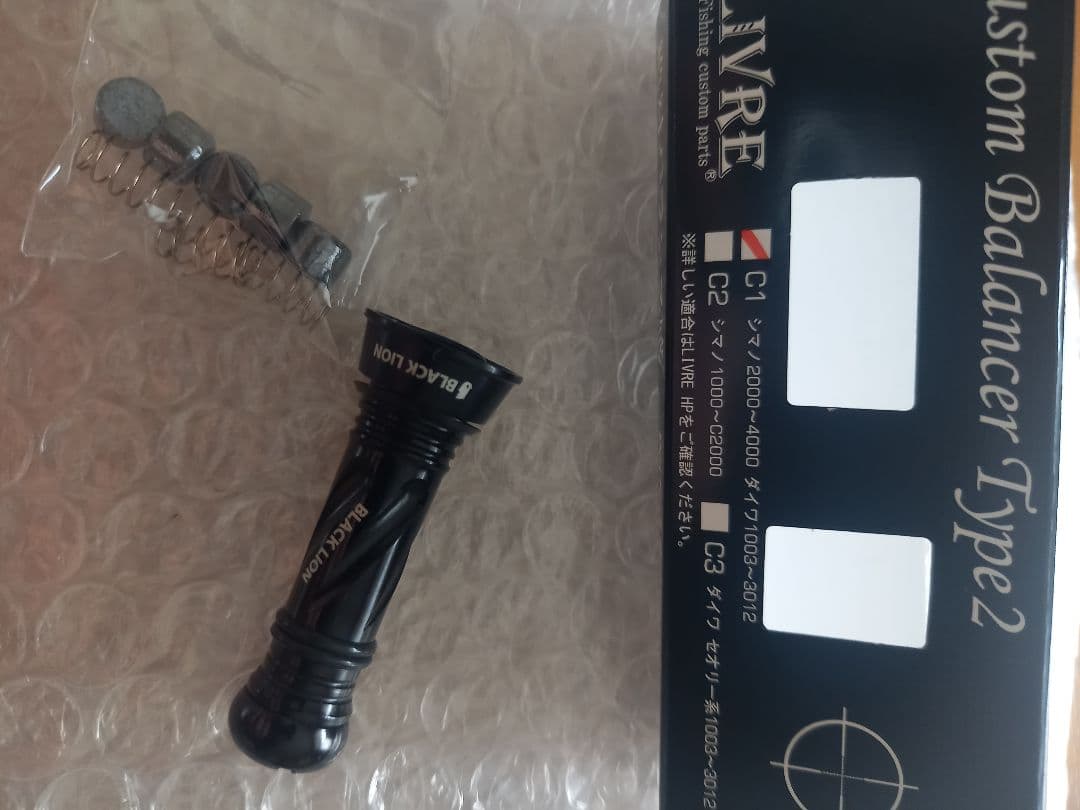 Custom Balancer Type2
LIVRE
Fishing custom parts ®
C1 シマノ2000~4000 ダイワ1003~3012
C2 シマノ1000~C2000
C3 ダイワ セオリー系1003~3012
※詳しい適合はLIVRE HPをご確認ください。
BLACK LION
BLACK LION